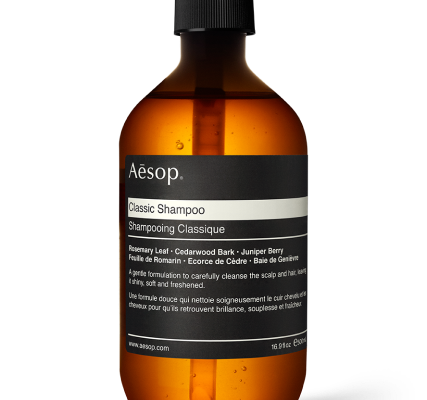 Aēsop®
Classic Shampoo
Shampooing Classique
Rosemary Leaf · Cedarwood Bark · Juniper Berry
Feuille de Romarin · Ecorce de Cèdre · Baie de Genièvre
A gentle formulation to carefully cleanse the scalp and hair, leaving
it shiny, soft and freshened.
Une formule douce qui nettoie soigneusement le cuir chevelu et les
cheveux pour qu'ils retrouvent brillance, souplesse et fraîcheur.
www.aesop.com 16.9 fl oz ℮500 mL